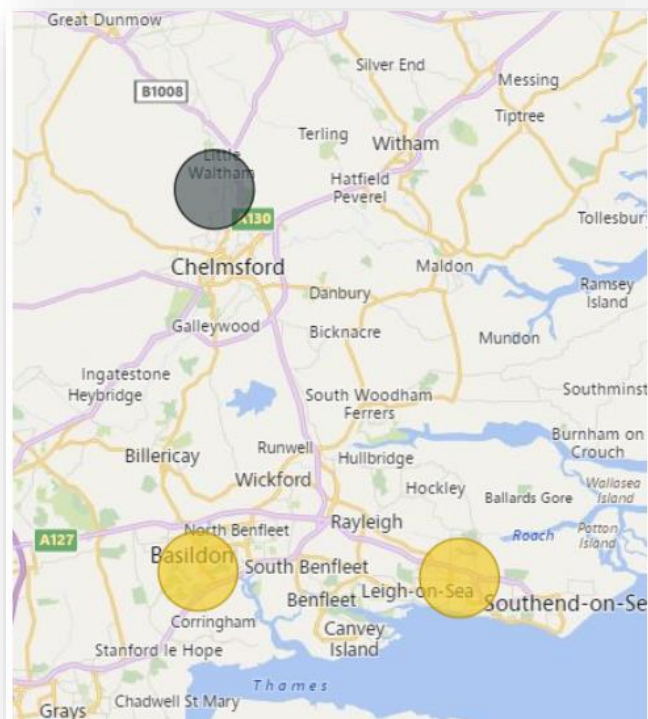 Great Dunmow
Silver End
Messing
B1008
Tiptree
Terling
Witham
Little
Waltham
Hatfield
Peverel
A130
Tollesbury
Chelmsford
Maldon
Ramsey
Island
Danbury
Galleywood
Bicknacre
Mundon
Ingatestone
Heybridge
South Woodham
Ferrers
Southminst
Burnham on
Crouch
Runwell
Billericay
Hullbridge
Wickford
Hockley
Ballards Gore
Wallasea
Island
Rayleigh
A127
North Benfleet
Roach
Potton
Island
Basildon
South Benfleet
Leigh-on-Sea
Benfleet
Southend-on-Se
Corringham
Canvey
Island
Stanford le Hope
Thames
Chadwell St Mary
Grays